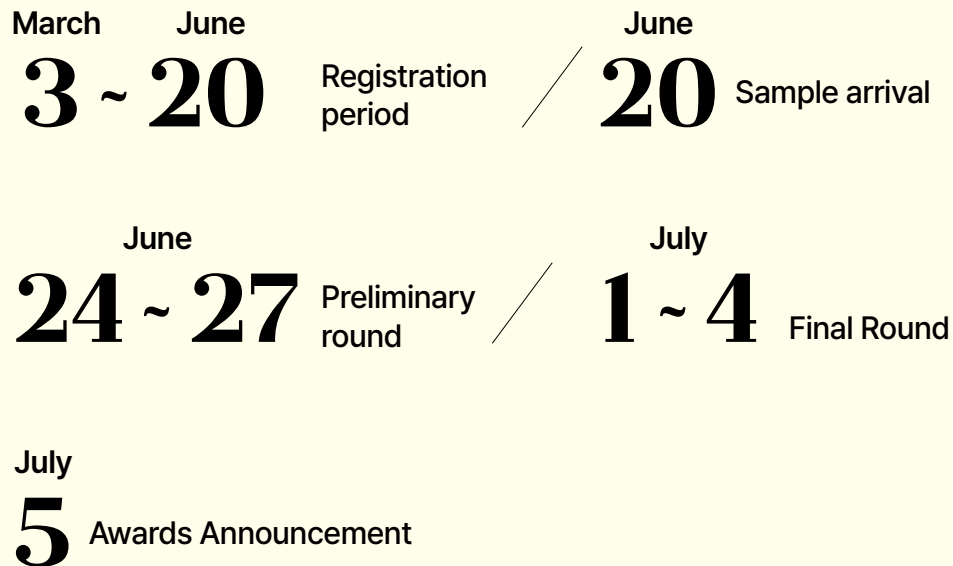 March June
3 ~ 20 Registration period
June
20 Sample arrival
June
24 ~ 27 Preliminary round
July
1 ~ 4 Final Round
July
5 Awards Announcement